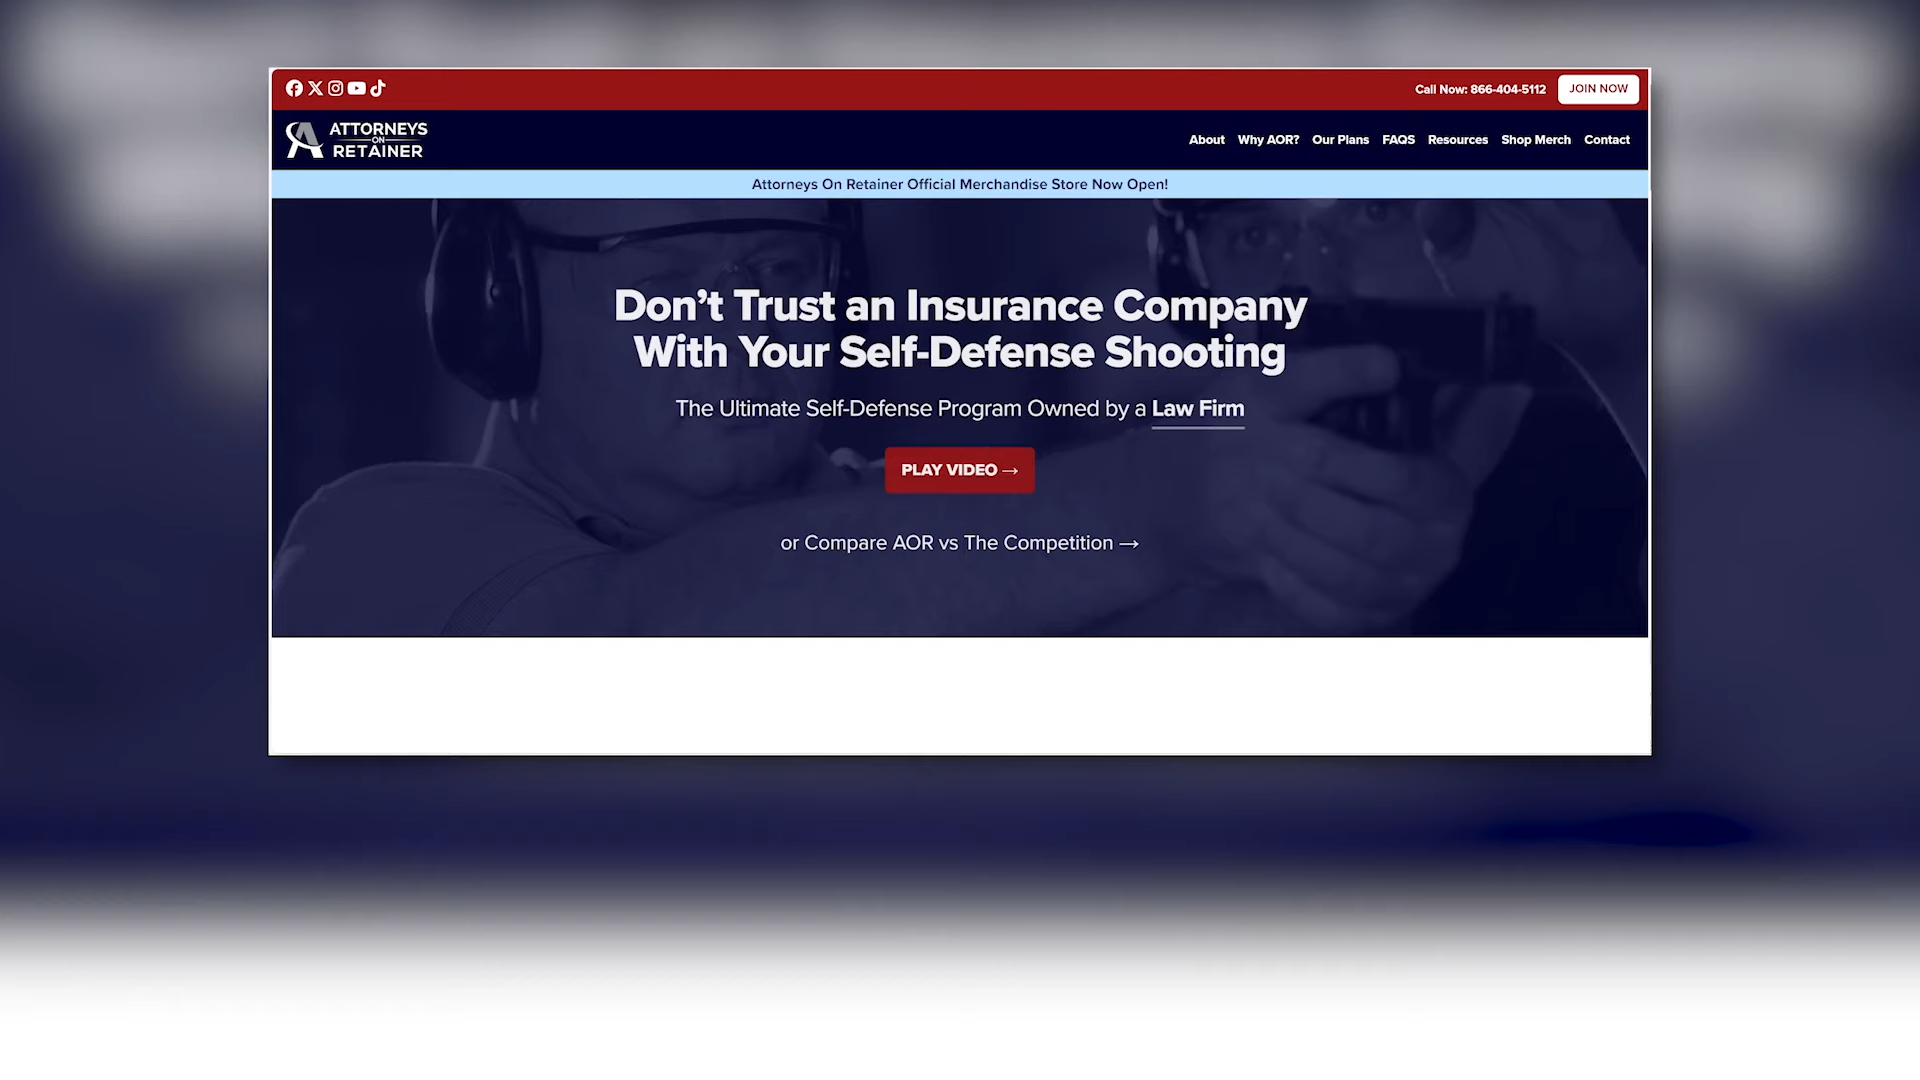 Call Now: 866-404-5112
JOIN NOW
ATTORNEYS
ON
RETAINER
About Why AOR? Our Plans FAQS Resources Shop Merch Contact
Attorneys On Retainer Official Merchandise Store Now Open!
Don’t Trust an Insurance Company
With Your Self-Defense Shooting
The Ultimate Self-Defense Program Owned by a Law Firm
PLAY VIDEO →
or Compare AOR vs The Competition →